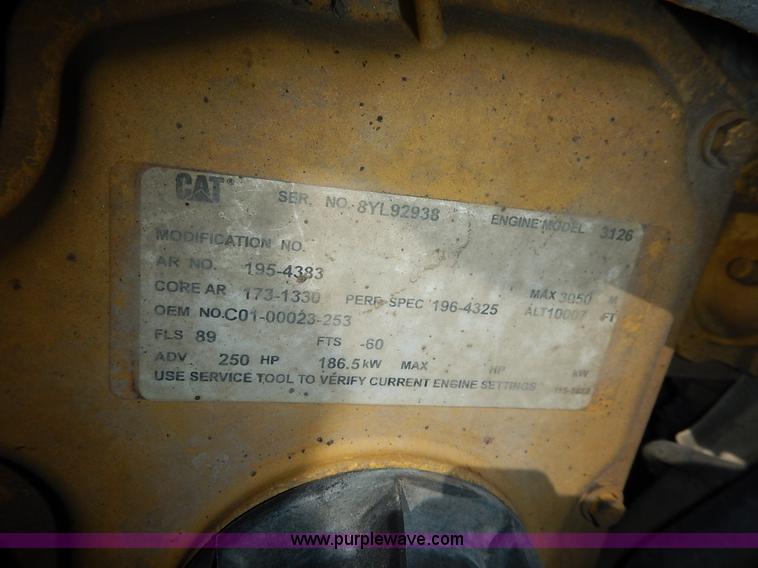 CAT® SER. NO. 8YL92938 ENGINE MODEL 3126
MODIFICATION NO.
AR NO. 195-4383
CORE AR 173-1330 PERF SPEC 196-4325 MAX 3050 M
OEM NO. C01-00023-253 ALT 10007 FT
FLS 89 FTS -60
ADV 250 HP 186.5 kW MAX HP kW
USE SERVICE TOOL TO VERIFY CURRENT ENGINE SETTINGS
www.purplewave.com